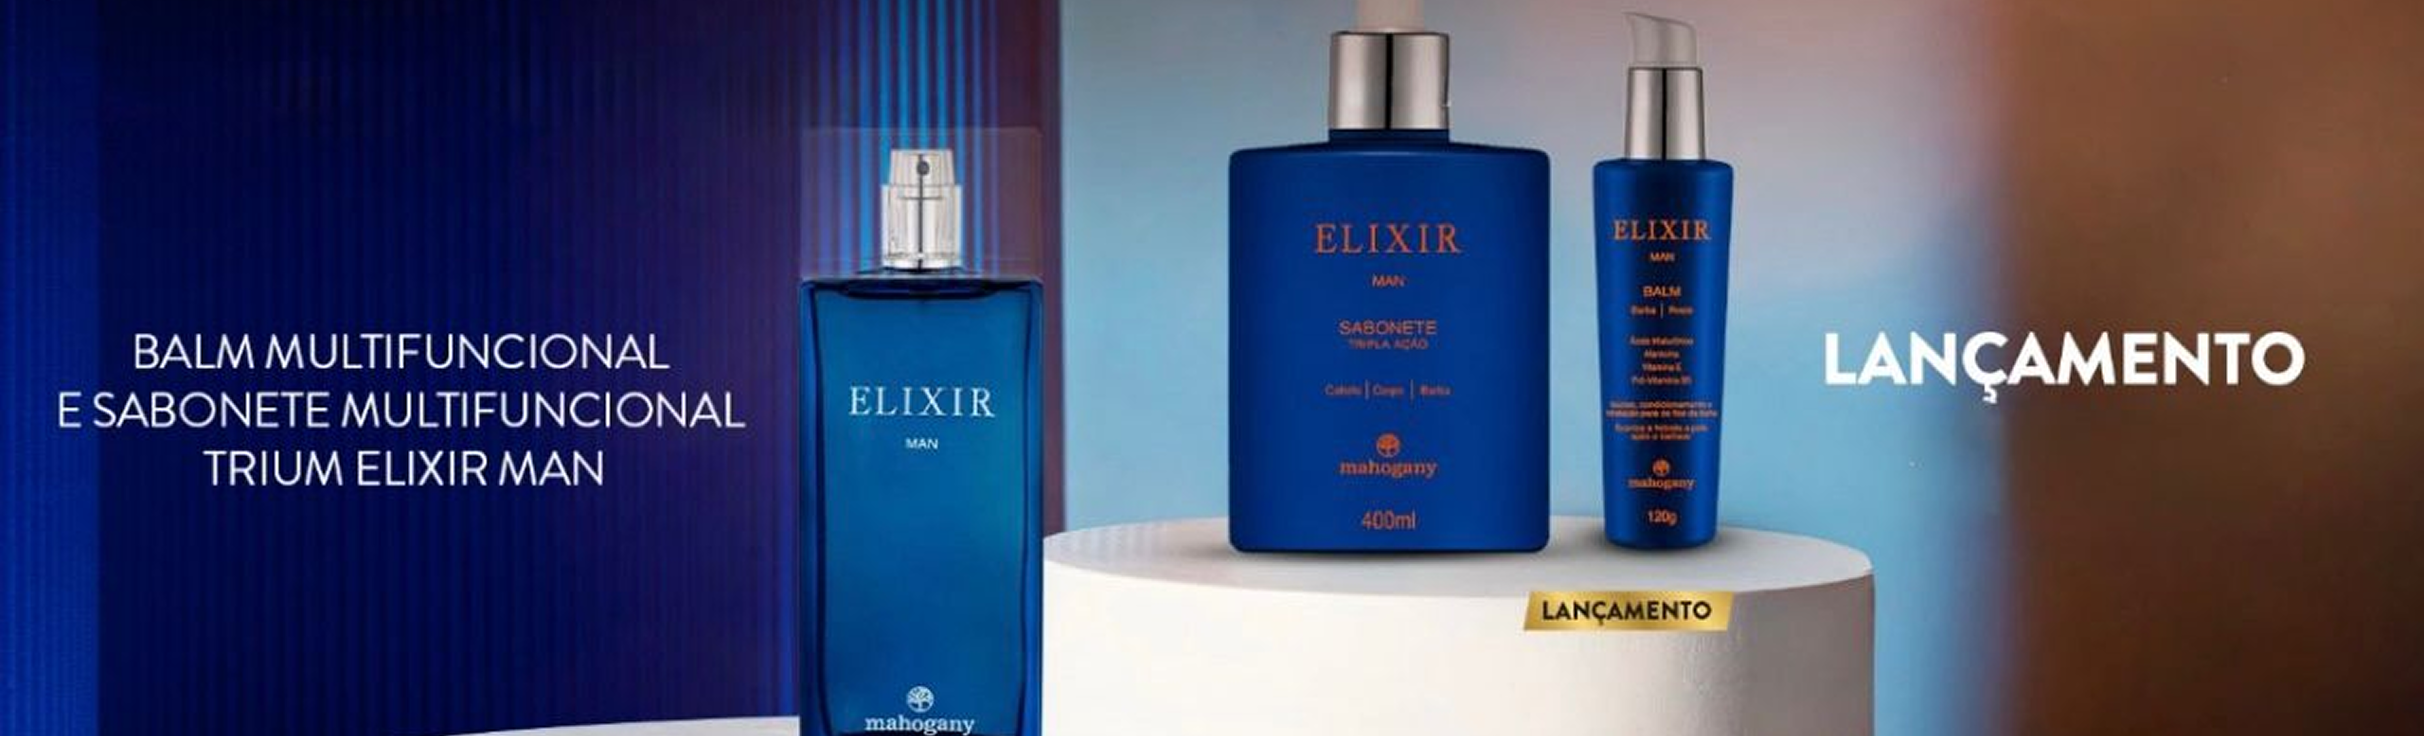 BALM MULTIFUNCIONAL
E SABONETE MULTIFUNCIONAL
TRIUM ELIXIR MAN
ELIXIR
MAN
mahogany
ELIXIR
MAN
SABONETE
TRIPLA AÇÃO
Cabelo | Corpo | Barba
mahogany
400ml
ELIXIR
MAN
BALM
Barba | Rosto
Vitamina E
mahogany
120g
LANÇAMENTO
LANÇAMENTO